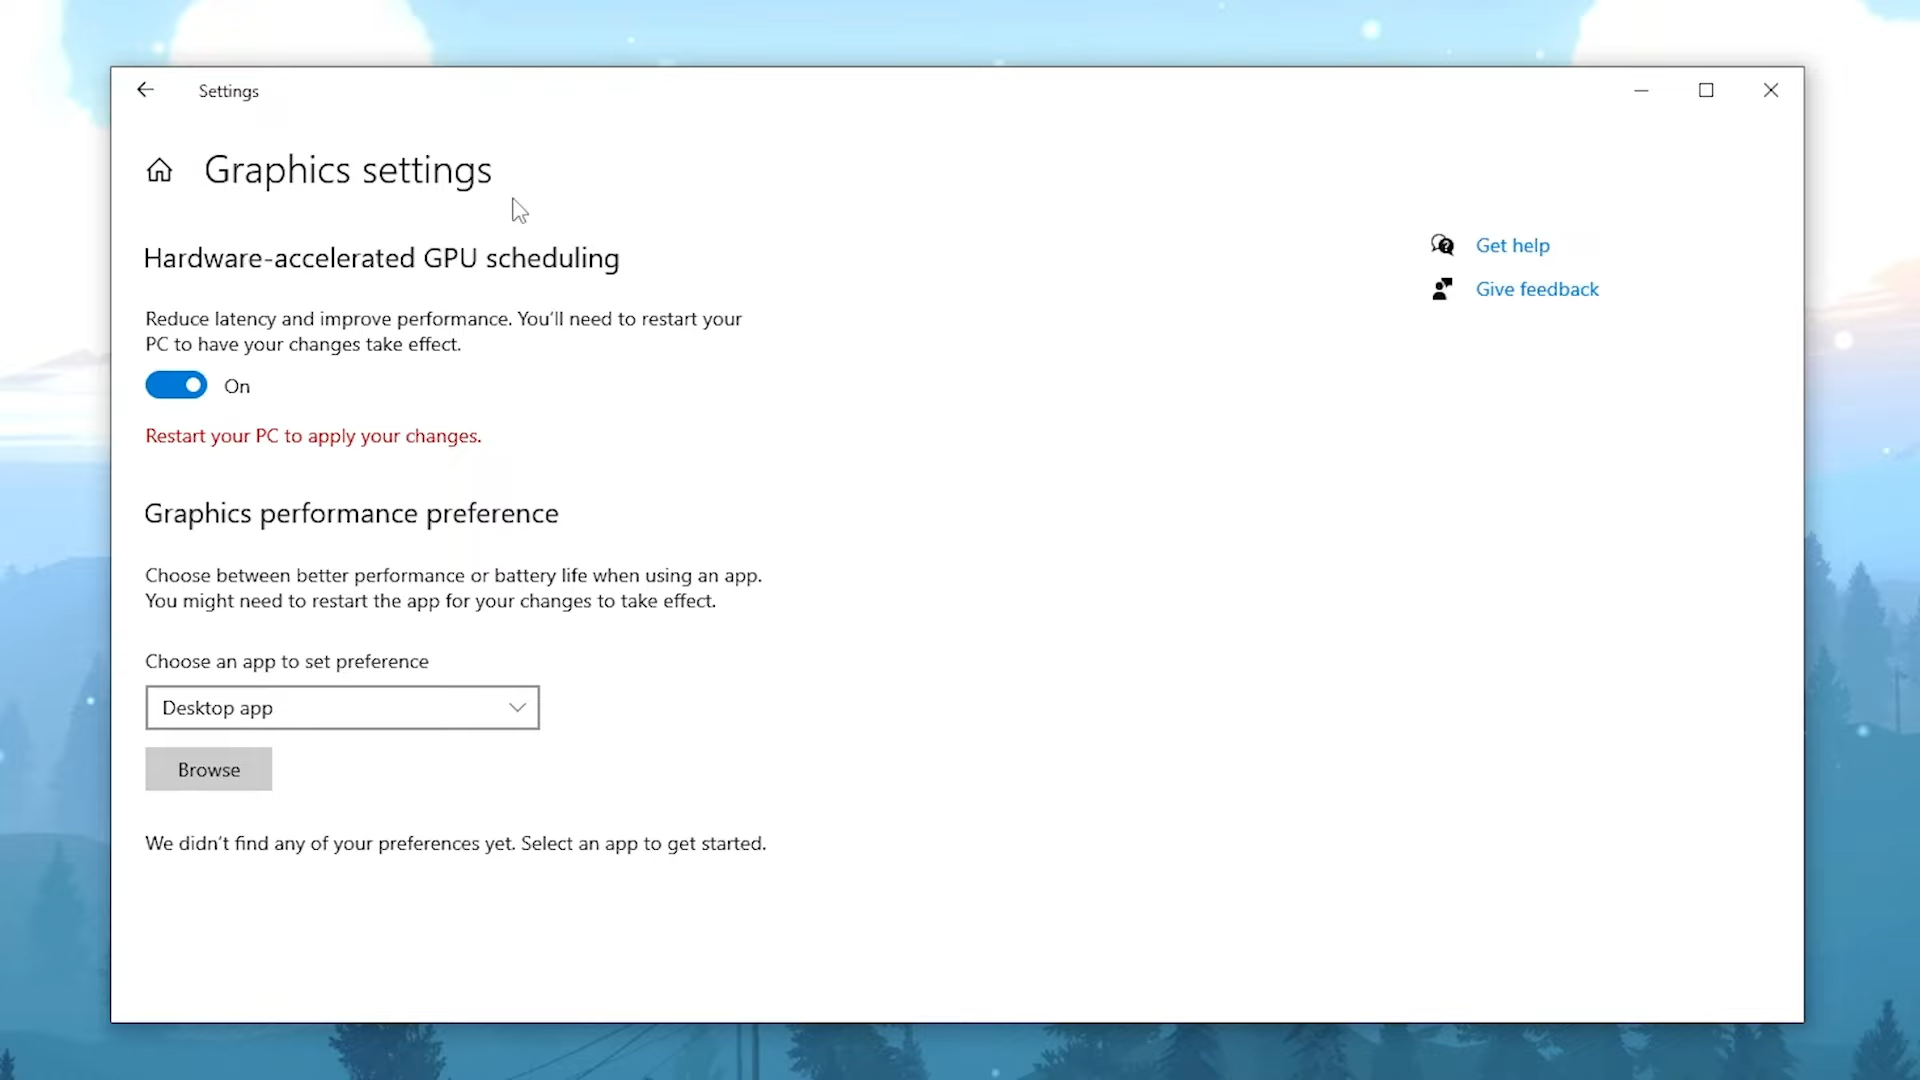 Settings
Graphics settings
Hardware-accelerated GPU scheduling
Reduce latency and improve performance. You'll need to restart your
PC to have your changes take effect.
On
Restart your PC to apply your changes.
Graphics performance preference
Choose between better performance or battery life when using an app.
You might need to restart the app for your changes to take effect.
Choose an app to set preference
Desktop app
Browse
We didn't find any of your preferences yet. Select an app to get started.
Get help
Give feedback